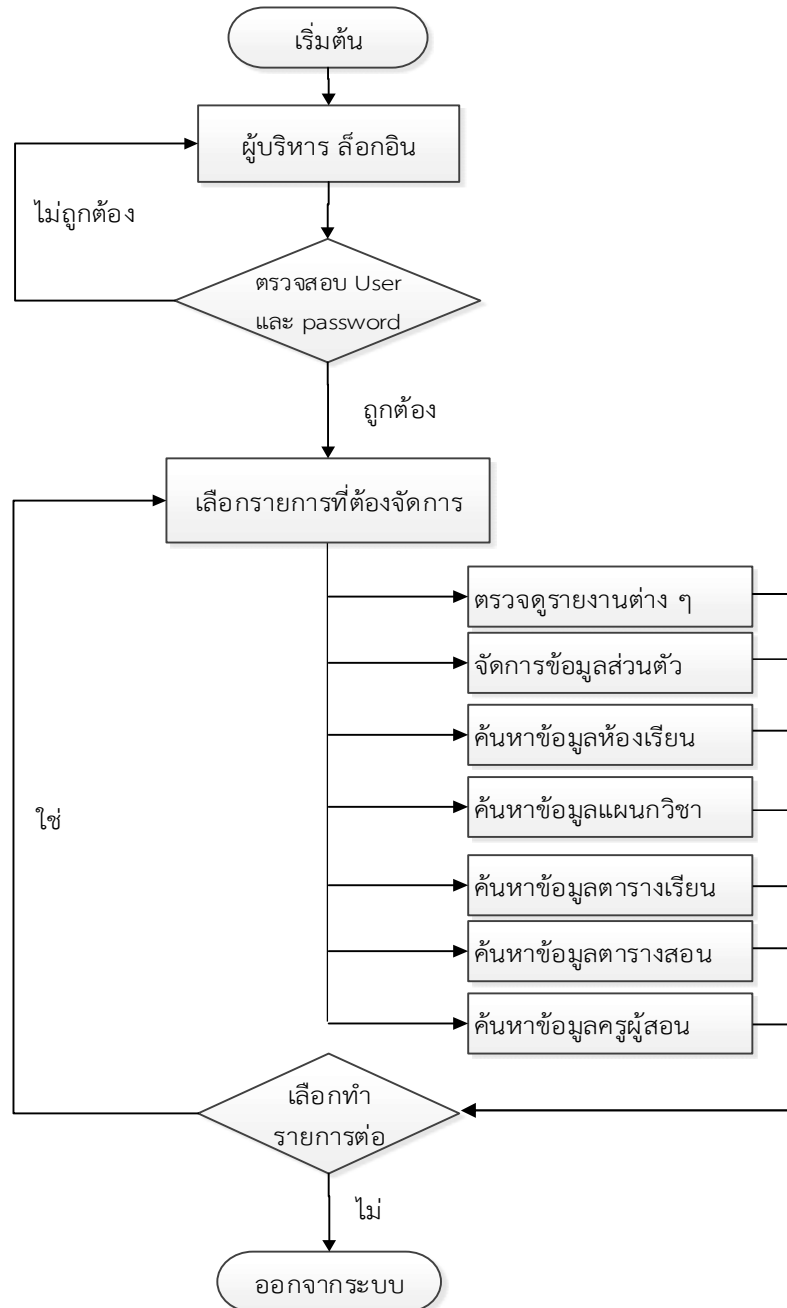 เริ่มต้น
ผู้บริหาร ล็อกอิน
ไม่ถูกต้อง
ตรวจสอบ User
และ password
ถูกต้อง
เลือกรายการที่ต้องจัดการ
ตรวจดูรายงานต่าง ๆ
จัดการข้อมูลส่วนตัว
ค้นหาข้อมูลห้องเรียน
ค้นหาข้อมูลแผนกวิชา
ใช่
ค้นหาข้อมูลตารางเรียน
ค้นหาข้อมูลตารางสอน
ค้นหาข้อมูลครูผู้สอน
เลือกทำ
รายการต่อ
ไม่
ออกจากระบบ